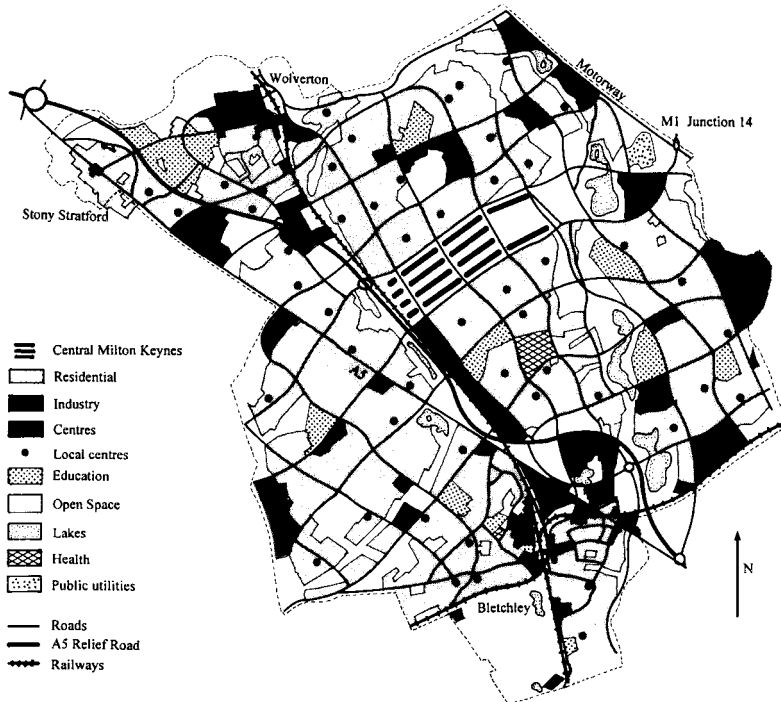 Wolverton
Motorway
M1 Junction 14
Stony Stratford
A5
Central Milton Keynes
Residential
Industry
Centres
Local centres
Education
Open Space
Lakes
Health
Public utilities
Roads
A5 Relief Road
Railways
Bletchley
N